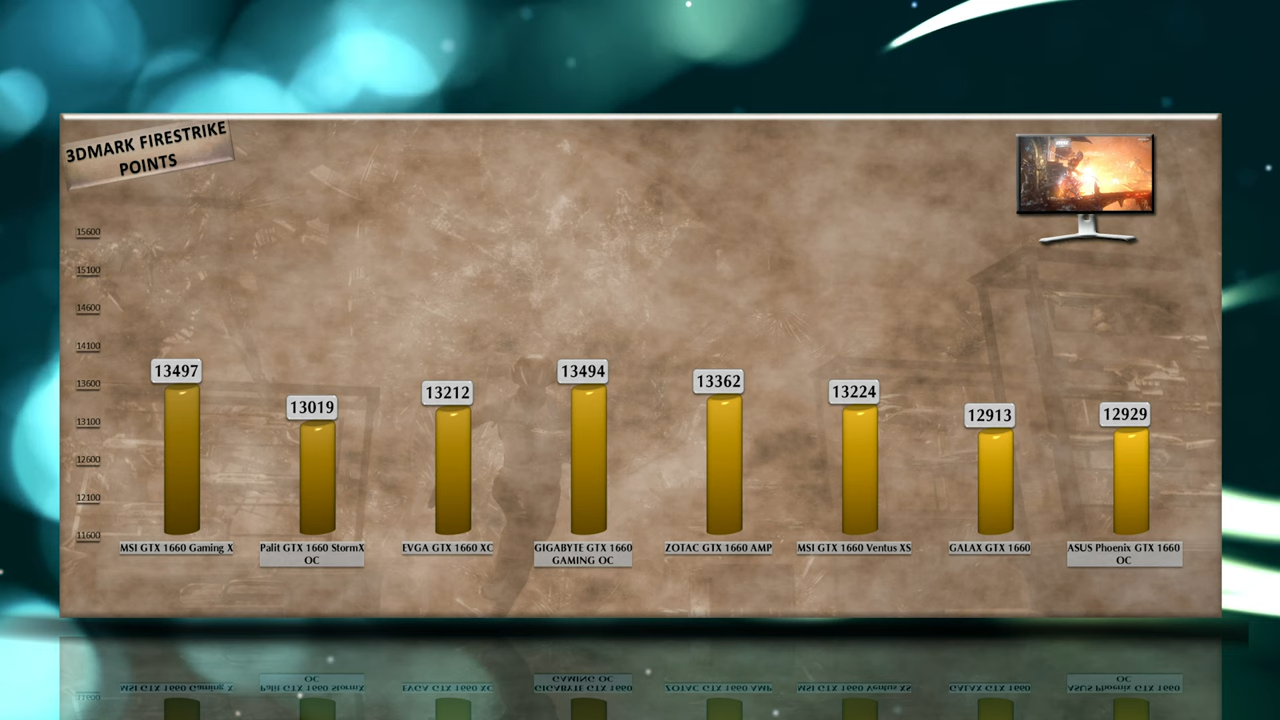 3DMARK FIRESTRIKE
POINTS
15600
15100
14600
14100
13600
13100
12600
12100
11600
13497
13019
13212
13494
13362
13224
12913
12929
MSI GTX 1660 Gaming X
Palit GTX 1660 StormX
OC
EVGA GTX 1660 XC
GIGABYTE GTX 1660
GAMING OC
ZOTAC GTX 1660 AMP
MSI GTX 1660 Ventus XS
GALAX GTX 1660
ASUS Phoenix GTX 1660
OC